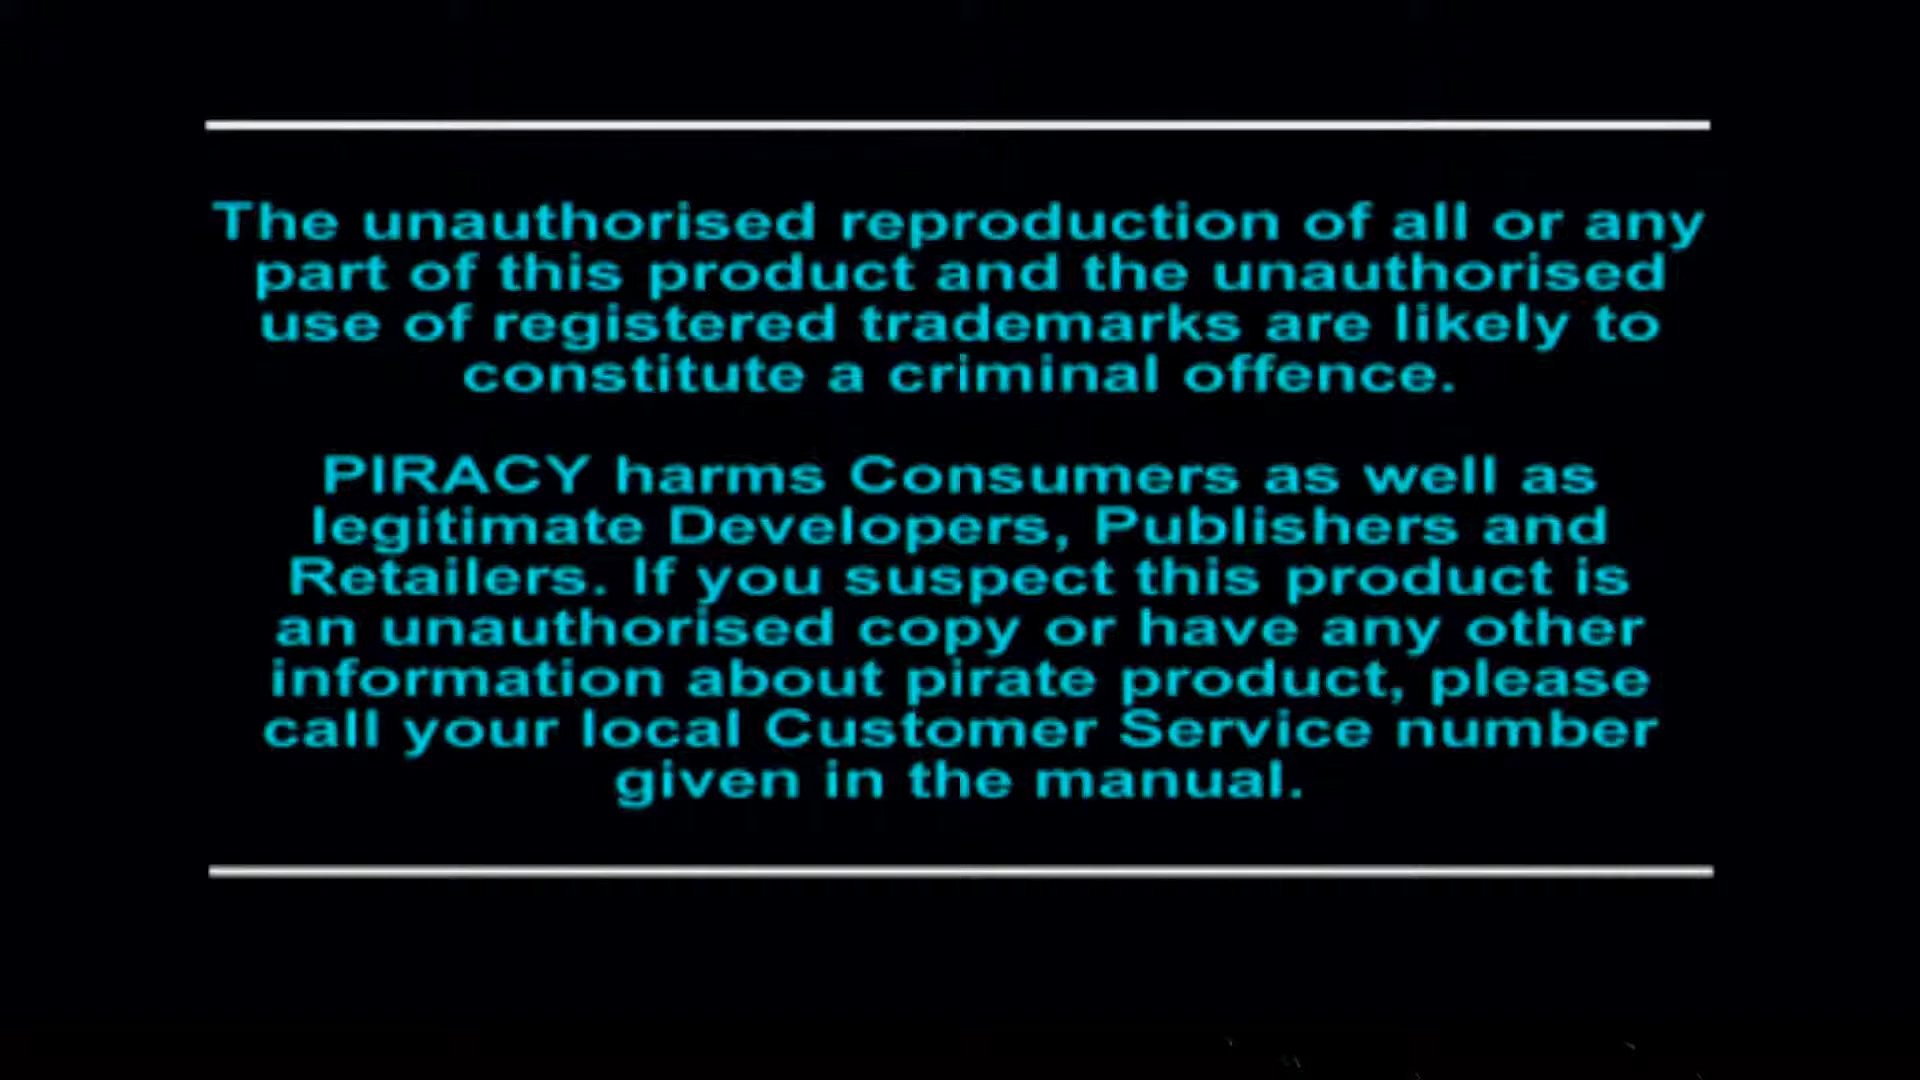 The unauthorised reproduction of all or any
part of this product and the unauthorised
use of registered trademarks are likely to
constitute a criminal offence.
PIRACY harms Consumers as well as
legitimate Developers, Publishers and
Retailers. If you suspect this product is
an unauthorised copy or have any other
information about pirate product, please
call your local Customer Service number
given in the manual.